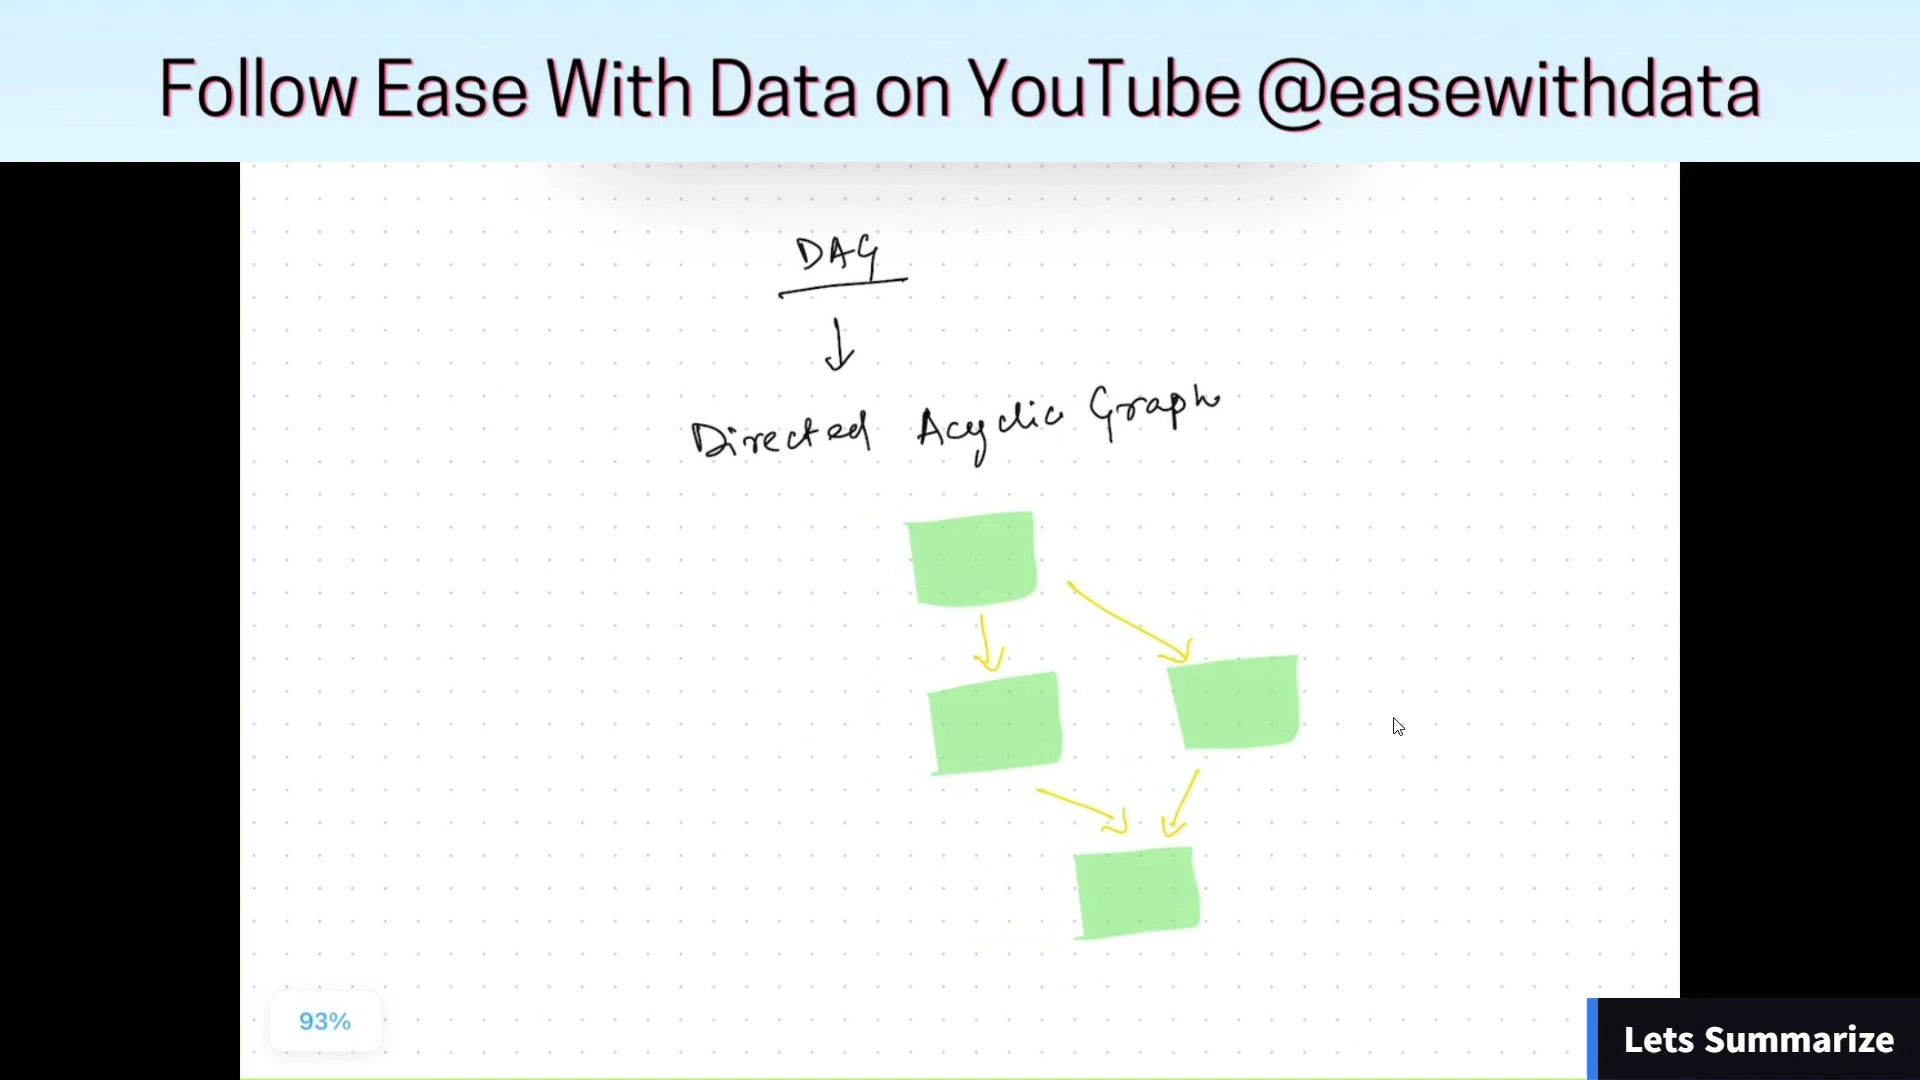 Follow Ease With Data on YouTube @easewithdata
DAG
Directed Acyclic Graph
93%
Lets Summarize